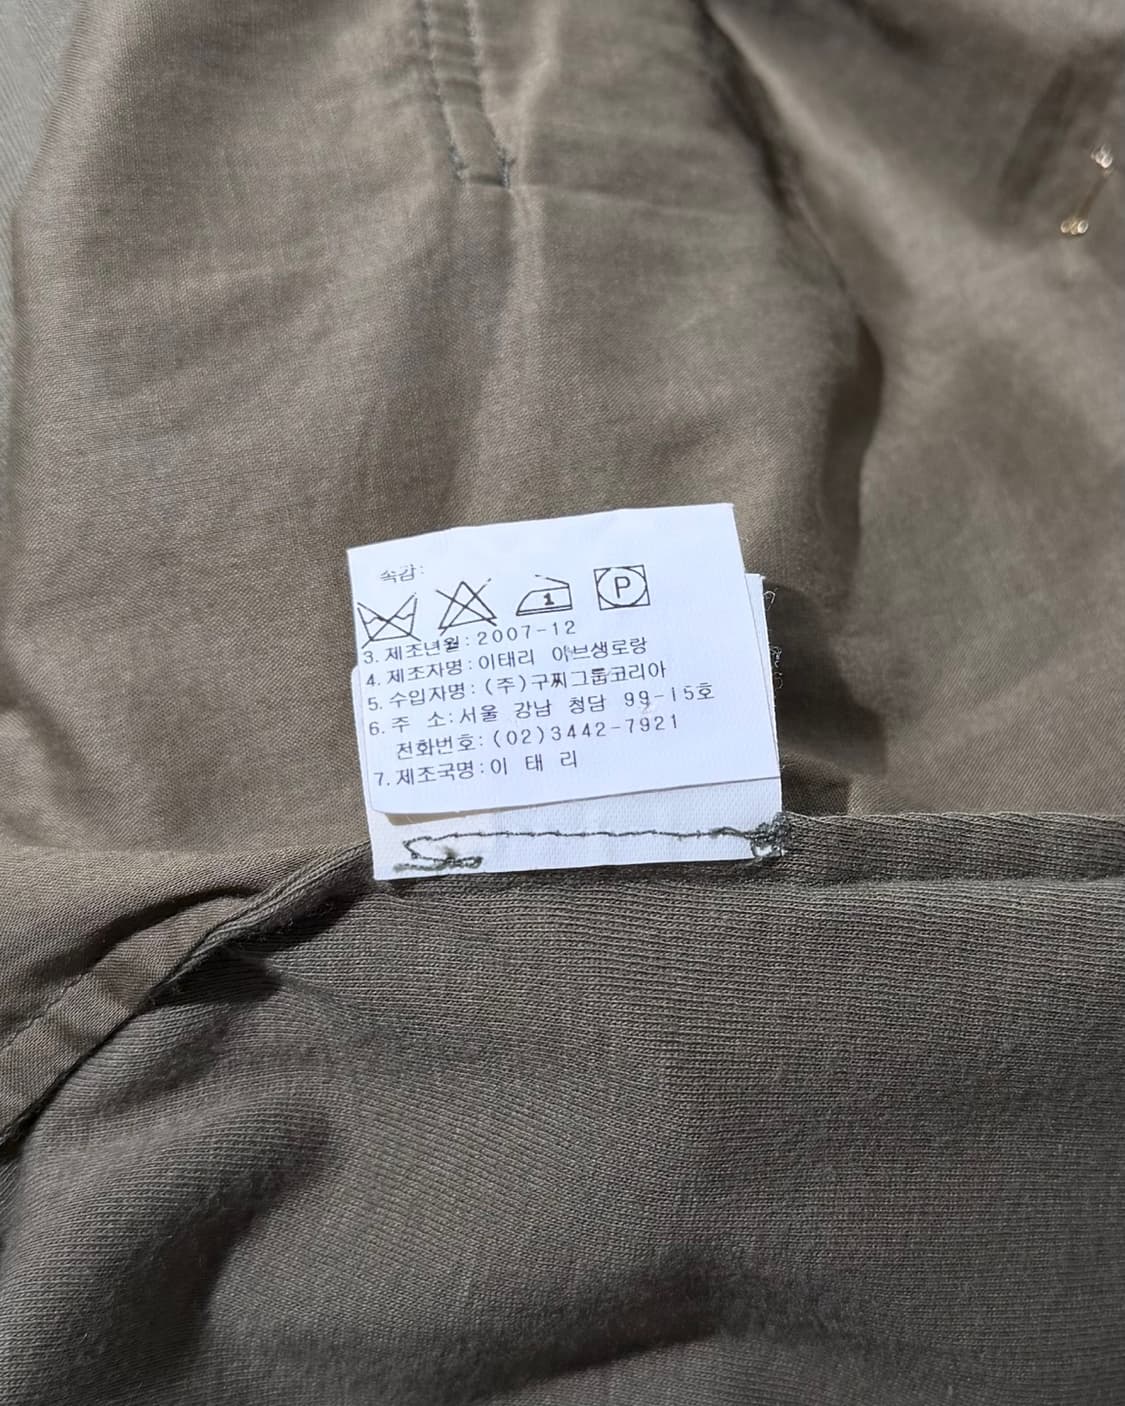 속감:
1 P
3. 제조년월:2007-12
4. 제조자명:이태리 이브생로랑
5. 수입자명:(주)구찌그룹코리아
6. 주 소:서울 강남 청담 99-15호
전화번호:(02)3442-7921
7. 제조국명:이 태 리